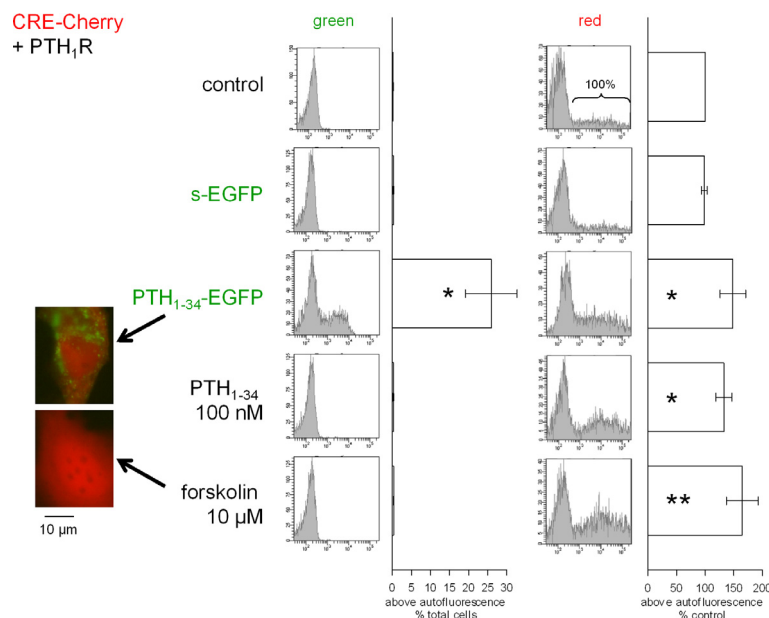 CRE-Cherry
+ PTH₁R
green
red
control
100%
s-EGFP
PTH₁₋₃₄-EGFP
*
*
PTH₁₋₃₄
100 nM
*
forskolin
10 µM
**
10 µm
0 5 10 15 20 25 30
above autofluorescence
% total cells
0 50 100 150 200
above autofluorescence
% control